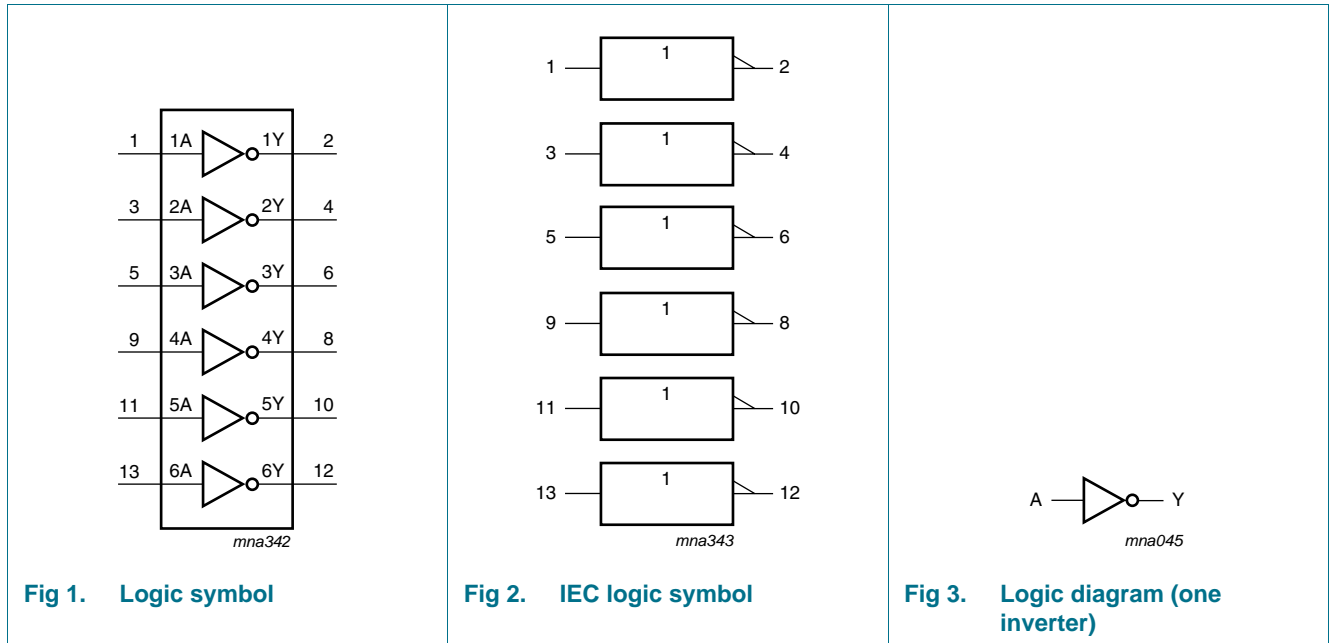 1 1A 1Y 2
3 2A 2Y 4
5 3A 3Y 6
9 4A 4Y 8
11 5A 5Y 10
13 6A 6Y 12
mna342
Fig 1. Logic symbol
1 1 2
3 1 4
5 1 6
9 1 8
11 1 10
13 1 12
mna343
Fig 2. IEC logic symbol
A Y
mna045
Fig 3. Logic diagram (one
inverter)